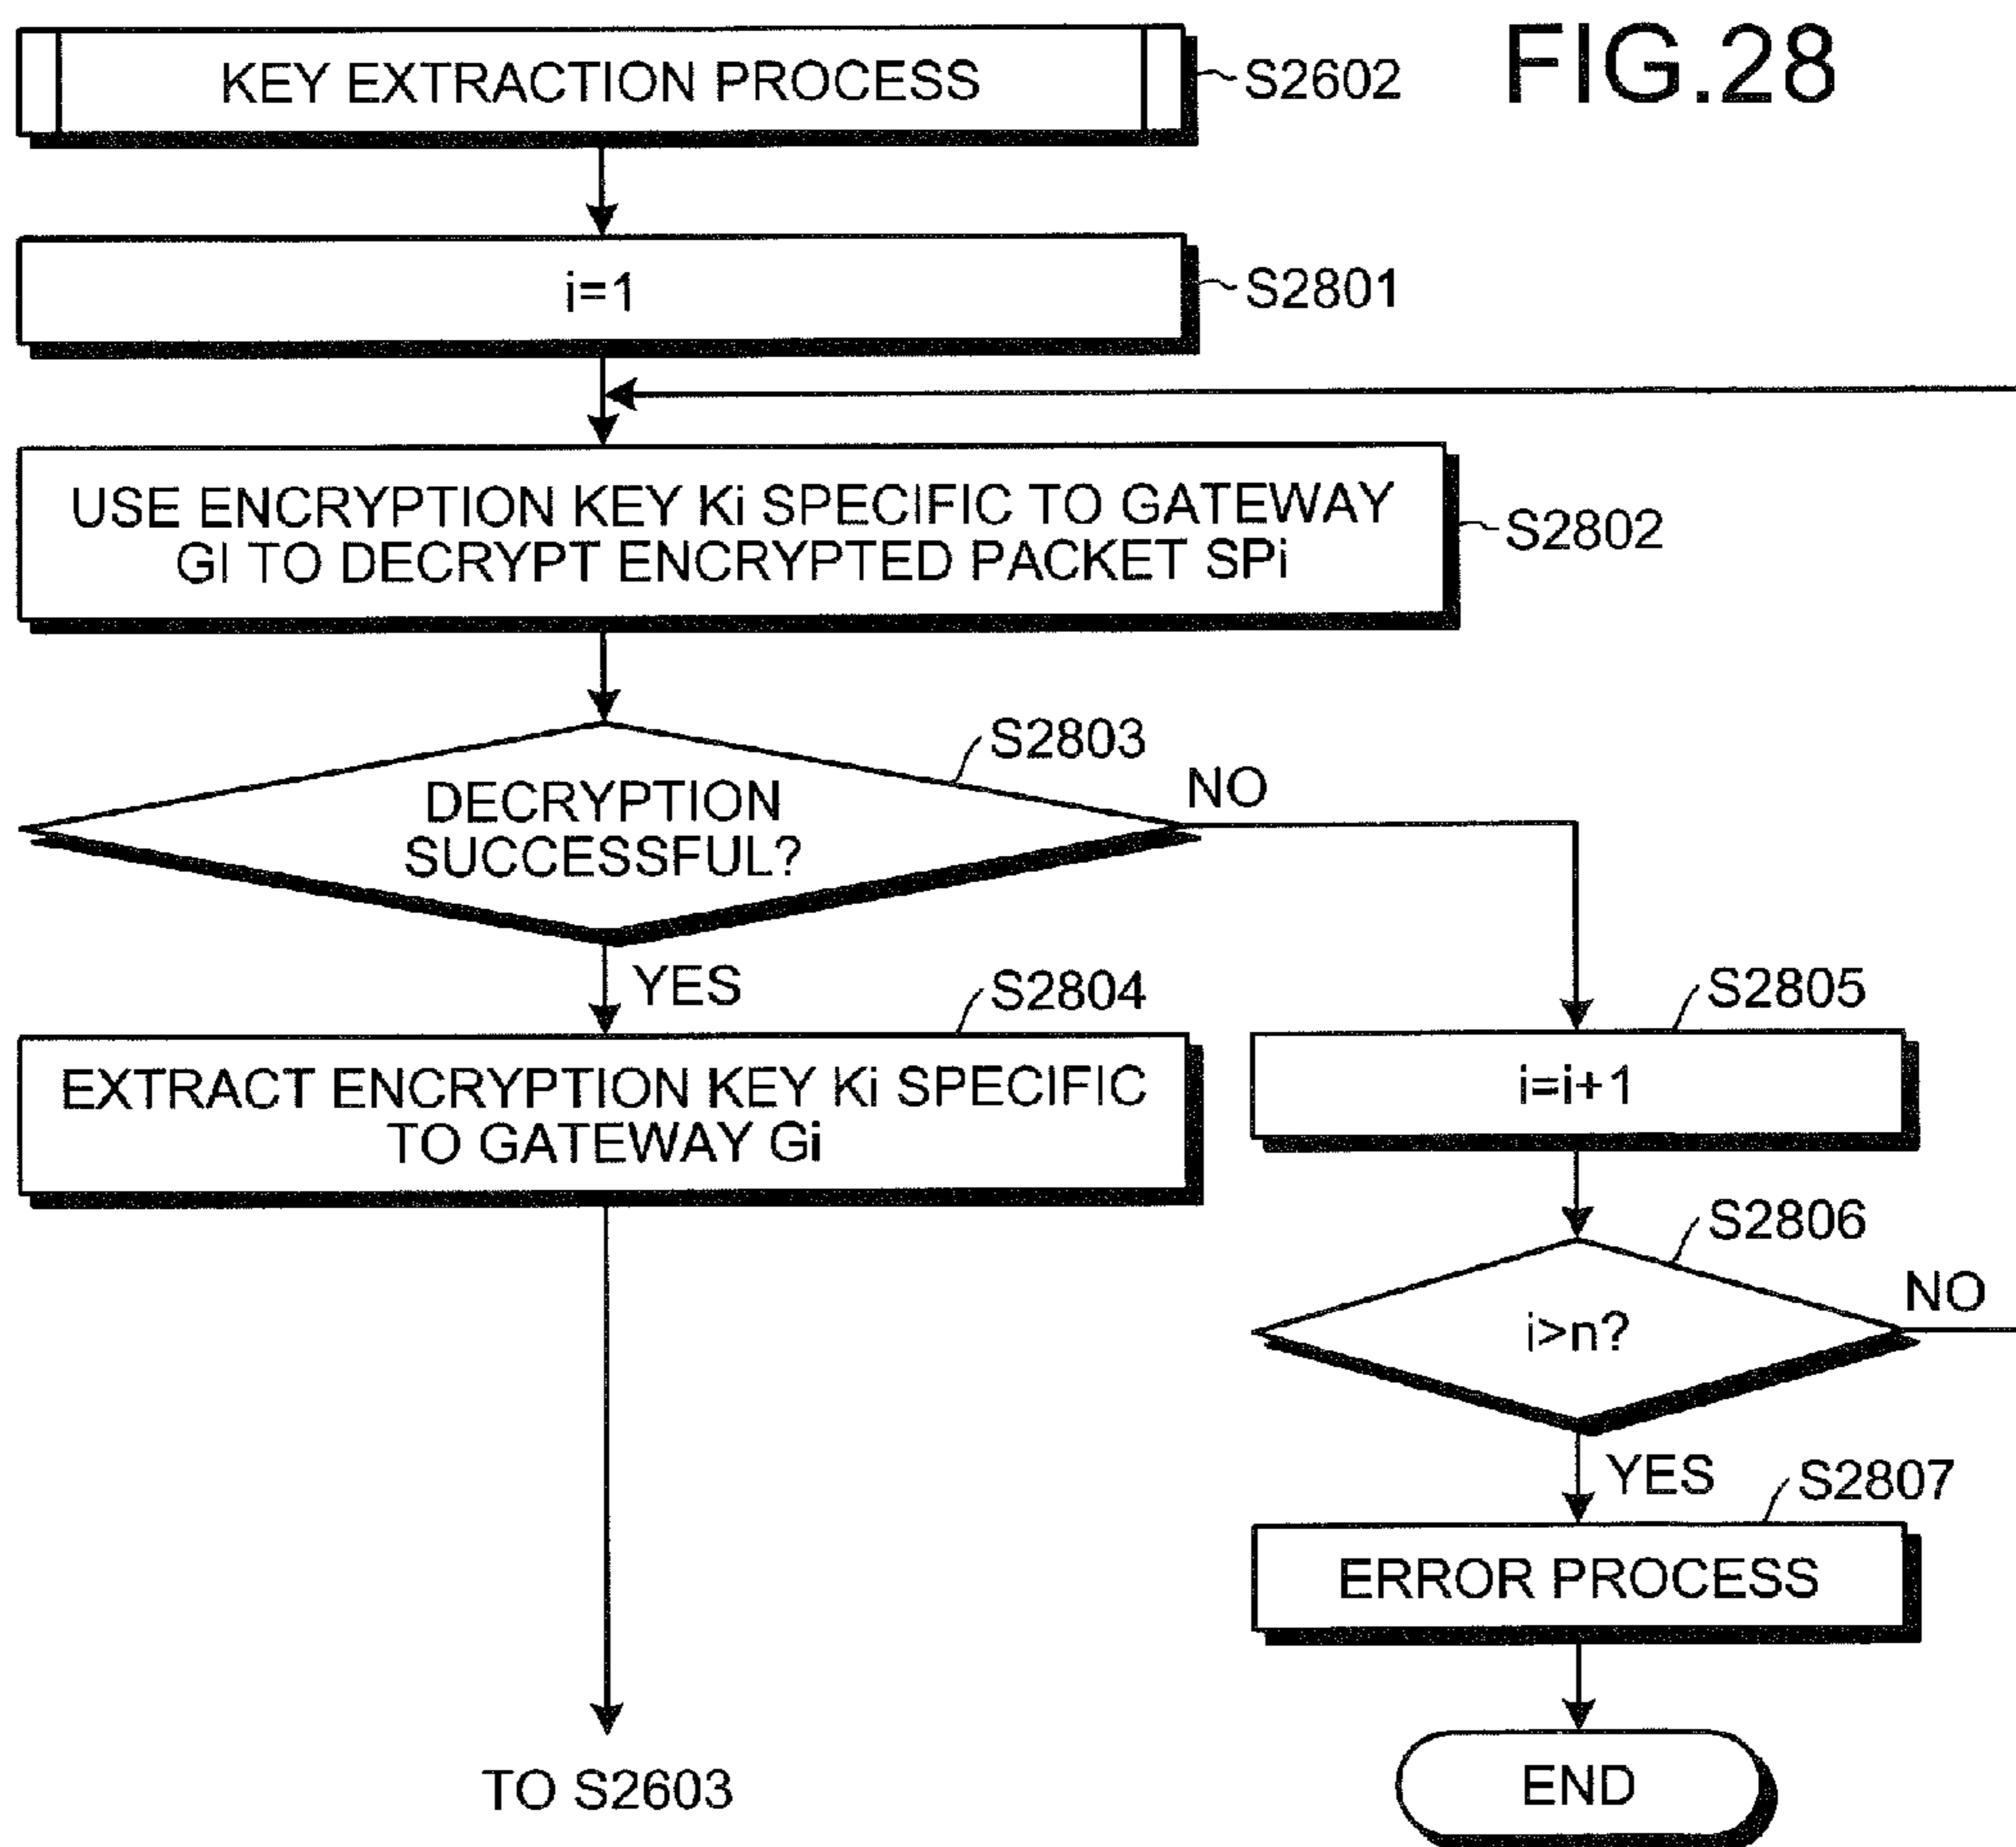 FIG.28
KEY EXTRACTION PROCESS
S2602
i=1
S2801
USE ENCRYPTION KEY Ki SPECIFIC TO GATEWAY
GI TO DECRYPT ENCRYPTED PACKET SPi
S2802
S2803
DECRYPTION
SUCCESSFUL?
NO
YES
S2804
EXTRACT ENCRYPTION KEY Ki SPECIFIC
TO GATEWAY Gi
TO S2603
S2805
i=i+1
S2806
i>n?
NO
YES
S2807
ERROR PROCESS
END